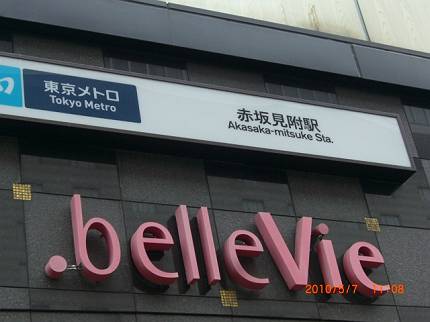 東京メトロ
Tokyo Metro
赤坂見附駅
Akasaka-mitsuke Sta.
.belleVie
2010/5/7 11:08